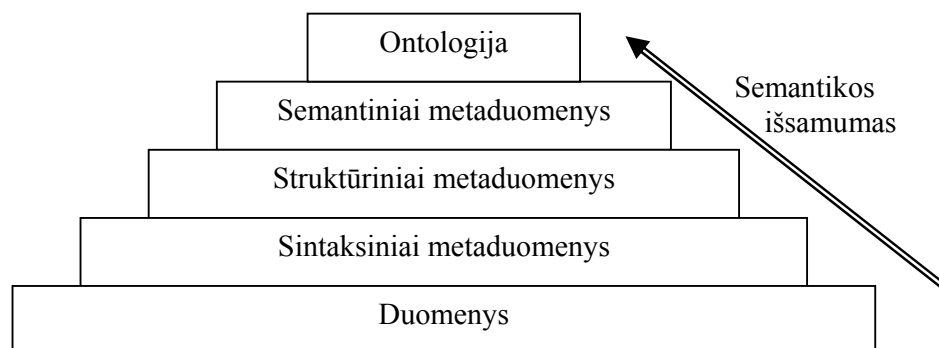 Ontologija
Semantiniai metaduomenys
Semantikos
išsamumas
Struktūriniai metaduomenys
Sintaksiniai metaduomenys
Duomenys